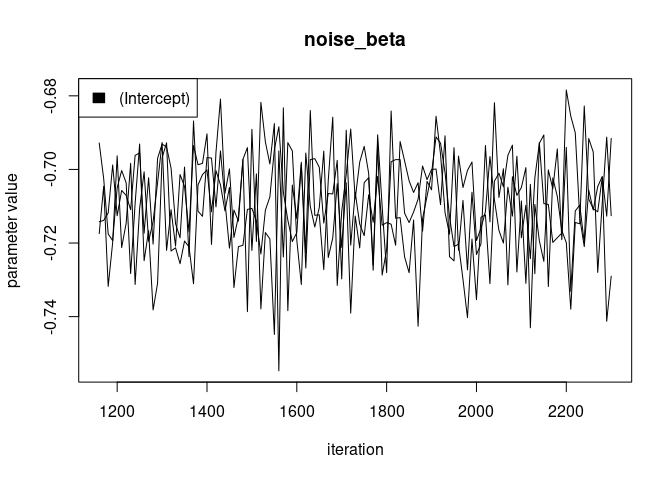 noise_beta
(Intercept)
parameter value
-0.68
-0.70
-0.72
-0.74
1200 1400 1600 1800 2000 2200
iteration